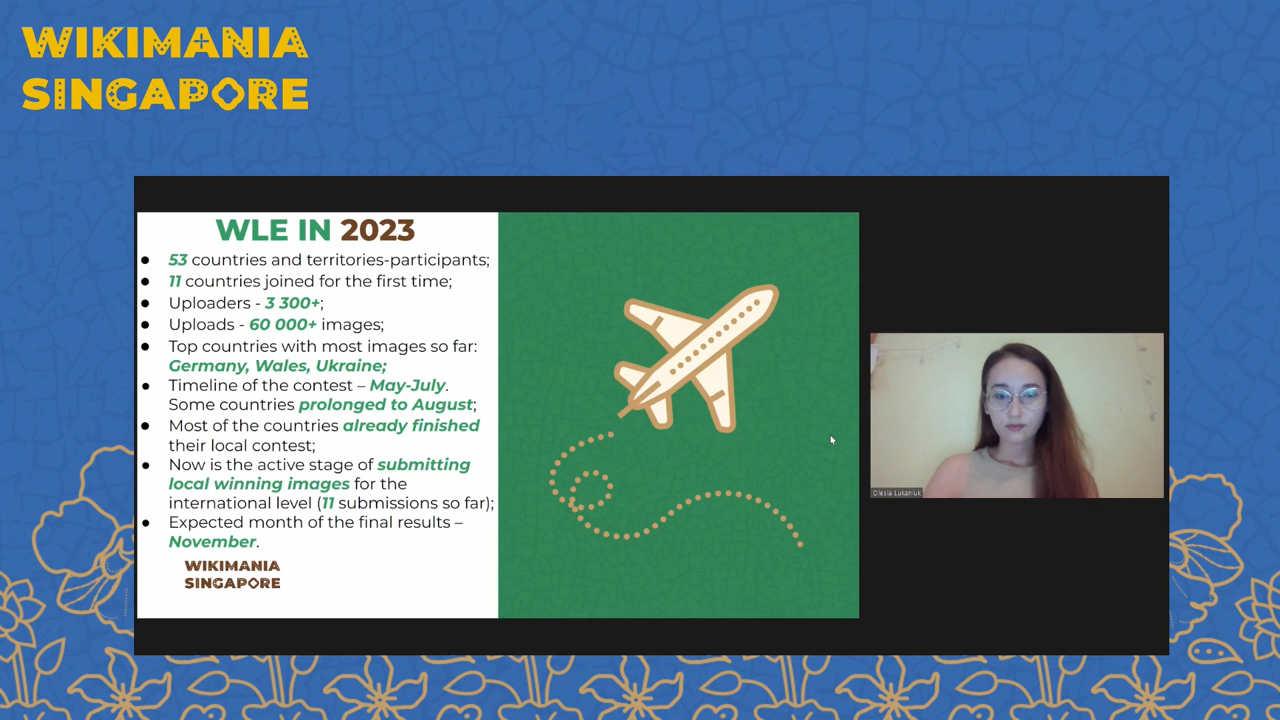 WIKIMANIA
SINGAPORE
WLE IN 2023
● 53 countries and territories-participants;
● 11 countries joined for the first time;
● Uploaders - 3 300+;
● Uploads - 60 000+ images;
● Top countries with most images so far:
Germany, Wales, Ukraine;
● Timeline of the contest – May-July.
Some countries prolonged to August;
● Most of the countries already finished
their local contest;
● Now is the active stage of submitting
local winning images for the
international level (11 submissions so far);
● Expected month of the final results –
November.
WIKIMANIA
SINGAPORE
Olesia Lukaniuk